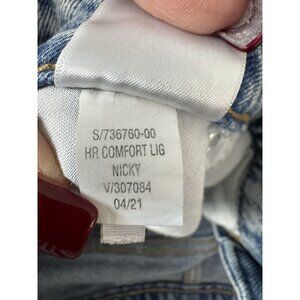 S/736760-00
HR COMFORT LIG
NICKY
V/307084
04/21